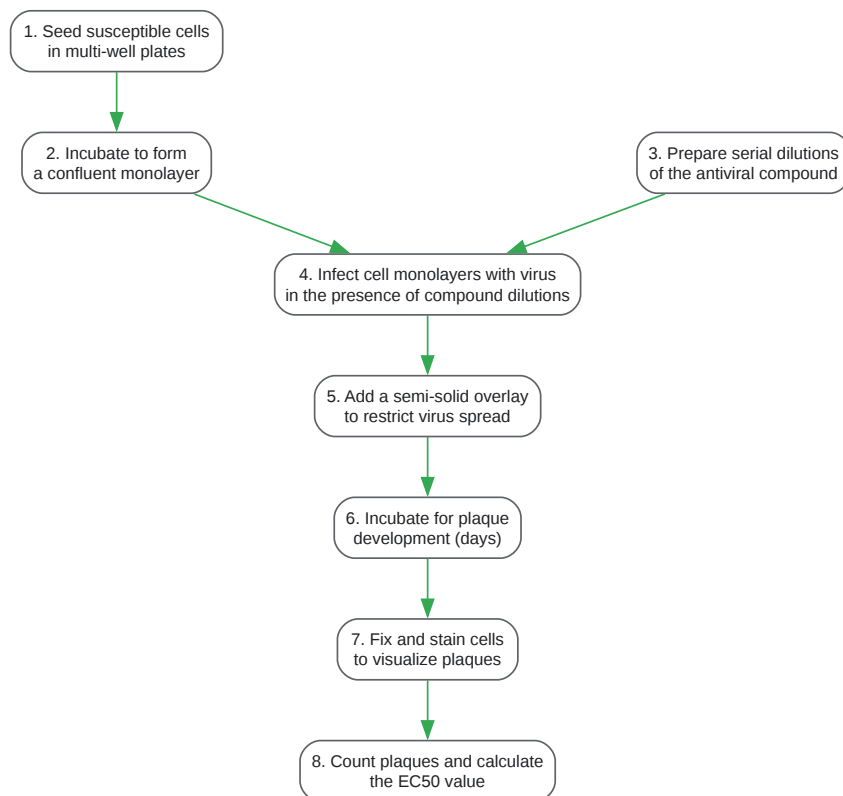 1. Seed susceptible cells
in multi-well plates
2. Incubate to form
a confluent monolayer
3. Prepare serial dilutions
of the antiviral compound
4. Infect cell monolayers with virus
in the presence of compound dilutions
5. Add a semi-solid overlay
to restrict virus spread
6. Incubate for plaque
development (days)
7. Fix and stain cells
to visualize plaques
8. Count plaques and calculate
the EC50 value